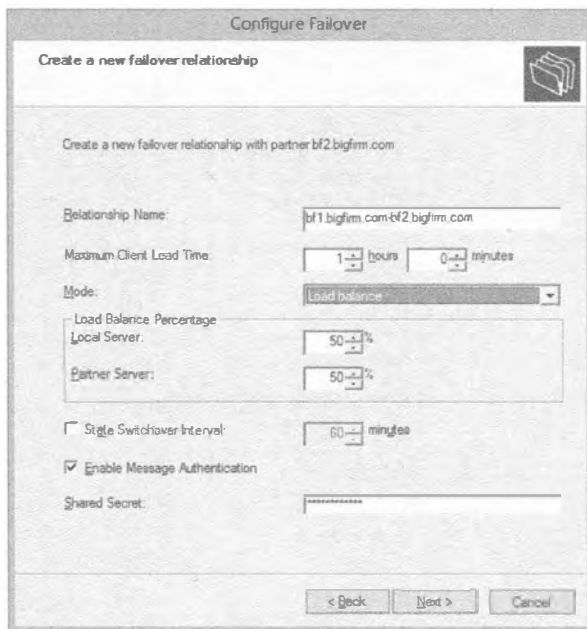 Configure Failover
Create a new failover relationship
Create a new failover relationship with partner bf2.bigfirm.com
Relationship Name: bf1.bigfirm.com-bf2.bigfirm.com
Maximum Client Lead Time: 1 hours 0 minutes
Mode: Load balance
Load Balance Percentage
Local Server: 50 %
Partner Server: 50 %
State Switchover Interval: 60 minutes
Enable Message Authentication
Shared Secret: ************
< Back Next > Cancel